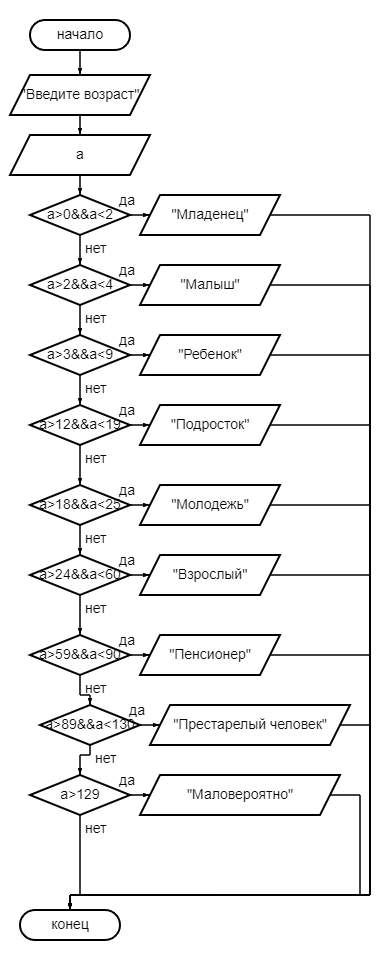 начало
"Введите возраст"
a
да
a>0&&a<2
"Младенец"
нет
да
a>2&&a<4
"Малыш"
нет
да
a>3&&a<9
"Ребенок"
нет
да
a>12&&a<19
"Подросток"
нет
да
a>18&&a<25
"Молодежь"
нет
да
a>24&&a<60
"Взрослый"
нет
да
a>59&&a<90
"Пенсионер"
нет
да
a>89&&a<130
"Престарелый человек"
нет
да
a>129
"Маловероятно"
нет
конец